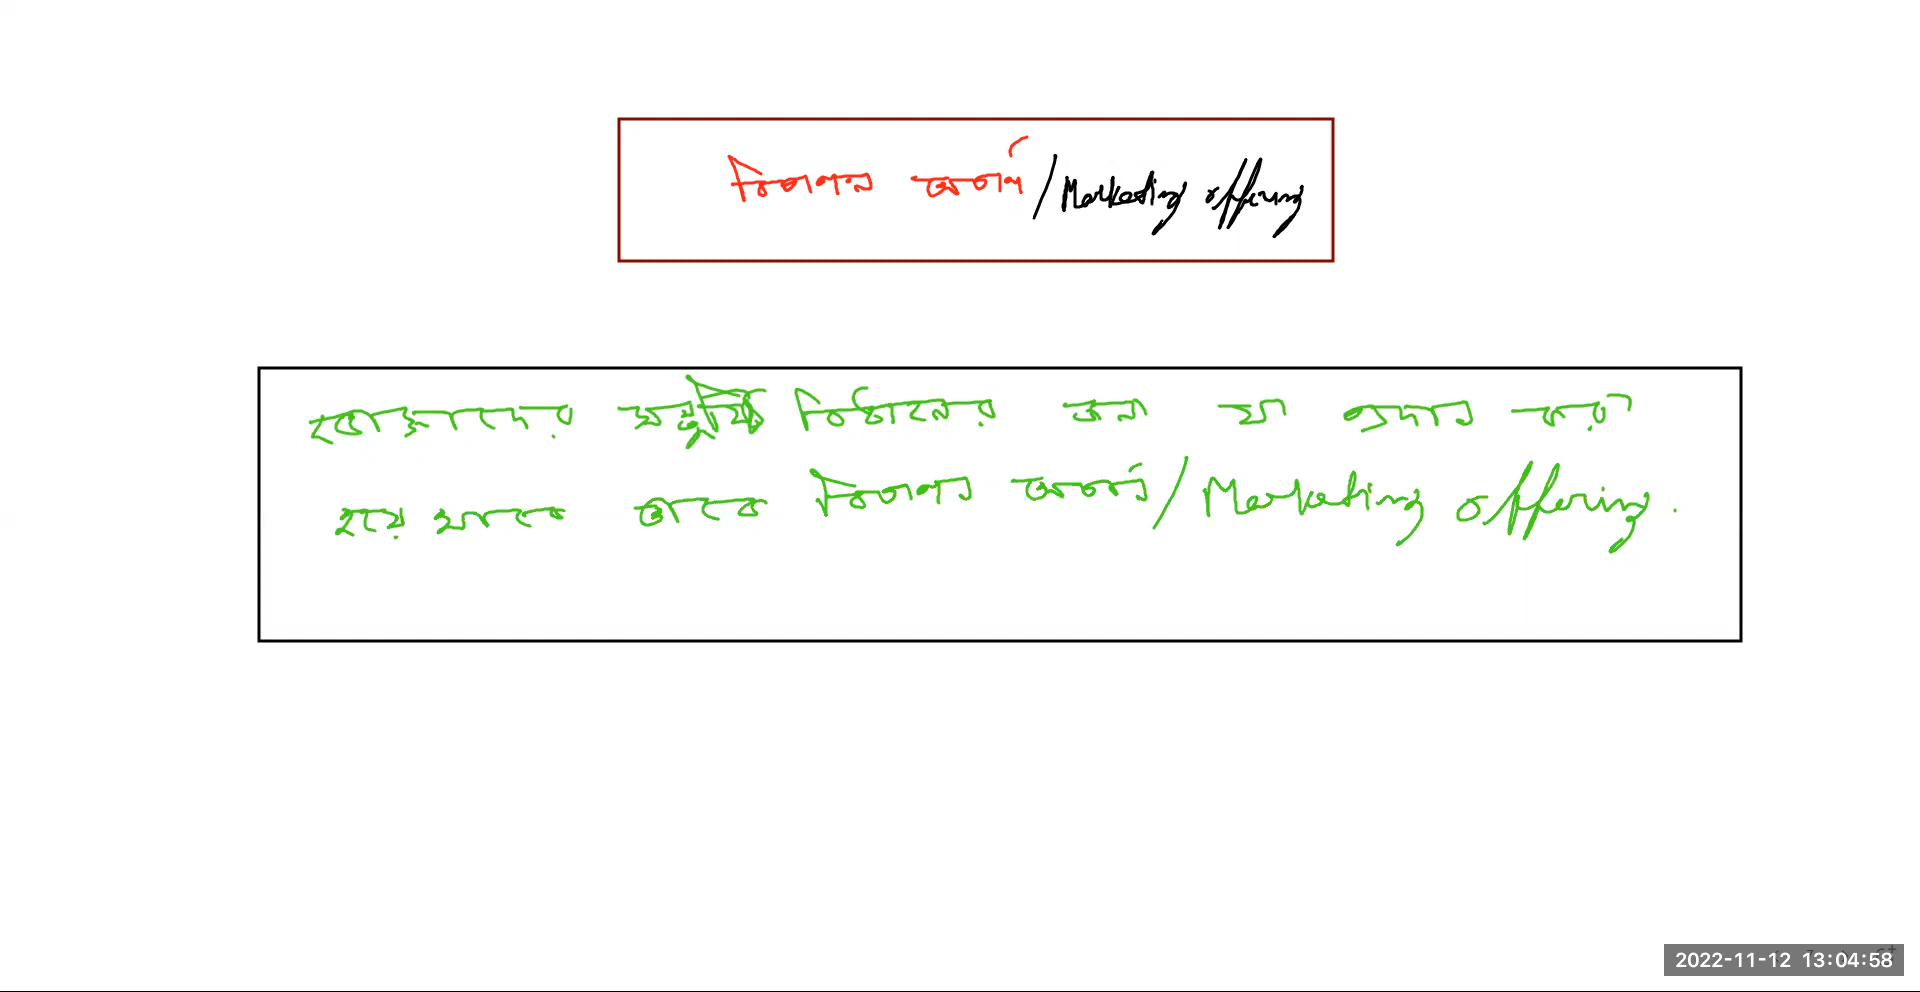 বিপণন অর্পণ / Marketing offering
ভোক্তাদের সন্তুষ্টি বিধানের জন্য যা প্রদান করা
হয়ে থাকে তাকে বিপণন অর্পণ / Marketing offering.
2022-11-12 13:04:58